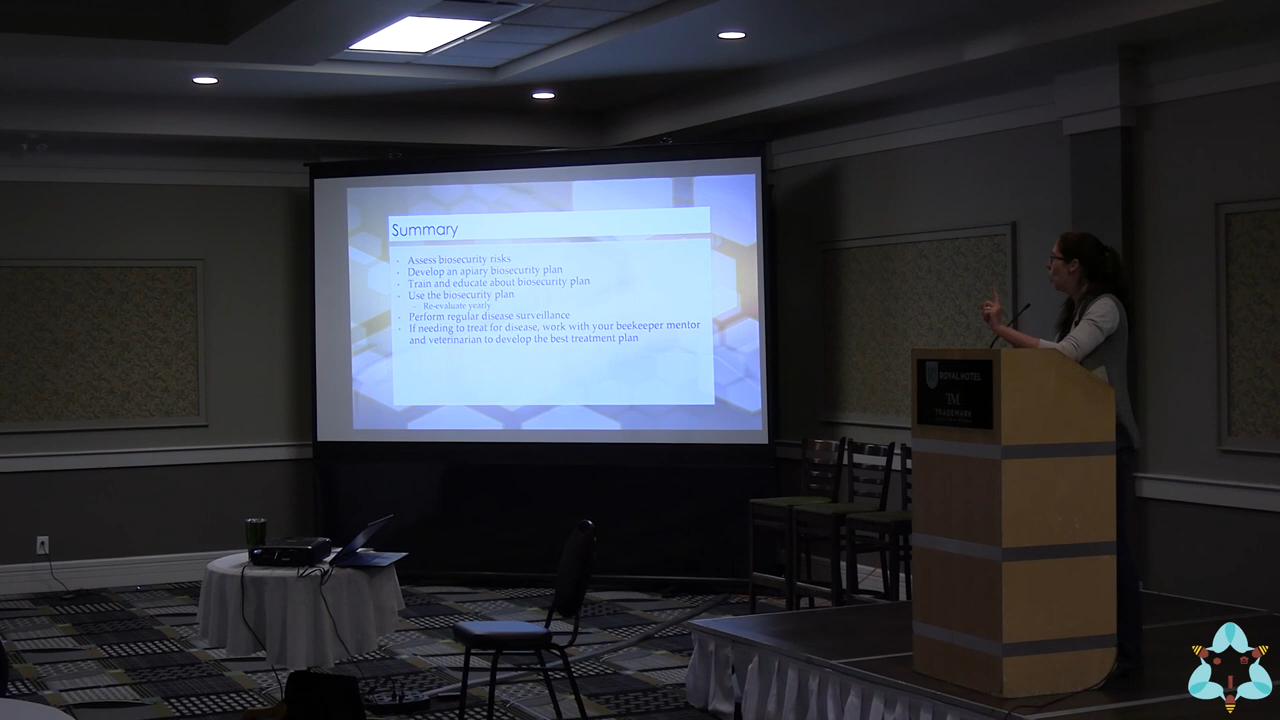 Summary
Assess biosecurity risks
Develop an apiary biosecurity plan
Train and educate about biosecurity plan
Use the biosecurity plan
Re-evaluate yearly
Perform regular disease surveillance
If needing to treat for disease, work with your beekeeper mentor
and veterinarian to develop the best treatment plan
ROYAL HOTEL
TM
TRADEMARK